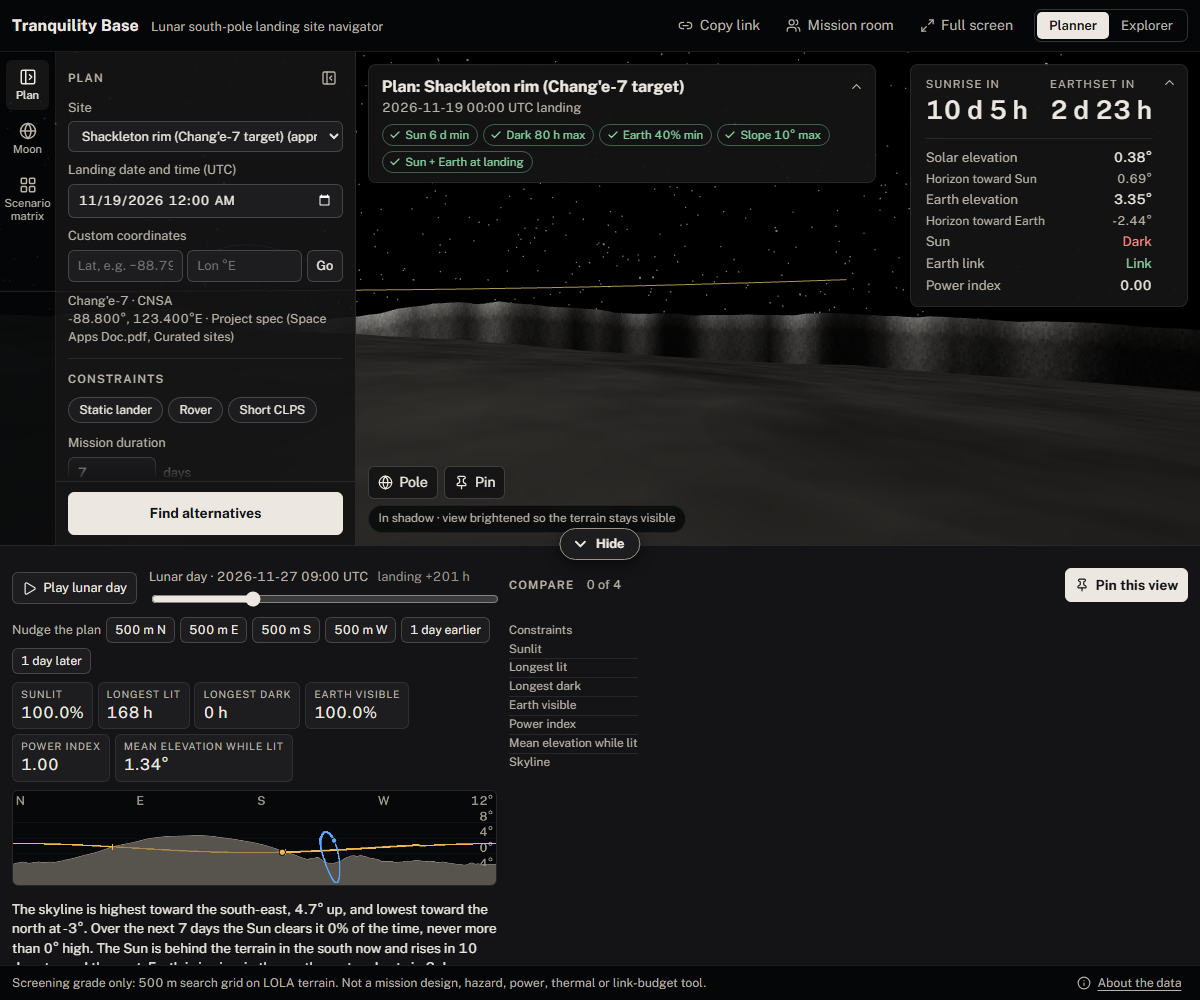 Tranquility Base
Lunar south-pole landing site navigator
Copy link
Mission room
Full screen
Planner
Explorer
Plan
Moon
Scenario
matrix
PLAN
Site
Shackleton rim (Chang'e-7 target) (appr
Landing date and time (UTC)
11/19/2026 12:00 AM
Custom coordinates
Lat, e.g. −88.79
Lon °E
Go
Chang'e-7 · CNSA
-88.800°, 123.400°E · Project spec (Space
Apps Doc.pdf, Curated sites)
CONSTRAINTS
Static lander
Rover
Short CLPS
Mission duration
7 days
Find alternatives
Plan: Shackleton rim (Chang'e-7 target)
2026-11-19 00:00 UTC landing
Sun 6 d min
Dark 80 h max
Earth 40% min
Slope 10° max
Sun + Earth at landing
SUNRISE IN
10 d 5 h
EARTHSET IN
2 d 23 h
Solar elevation 0.38°
Horizon toward Sun 0.69°
Earth elevation 3.35°
Horizon toward Earth -2.44°
Sun Dark
Earth link Link
Power index 0.00
Pole
Pin
In shadow · view brightened so the terrain stays visible
Hide
Play lunar day
Lunar day · 2026-11-27 09:00 UTC landing +201 h
Nudge the plan
500 m N
500 m E
500 m S
500 m W
1 day earlier
1 day later
SUNLIT
100.0%
LONGEST LIT
168 h
LONGEST DARK
0 h
EARTH VISIBLE
100.0%
POWER INDEX
1.00
MEAN ELEVATION WHILE LIT
1.34°
N E S W 12°
8°
4°
0°
4°
The skyline is highest toward the south-east, 4.7° up, and lowest toward the
north at -3°. Over the next 7 days the Sun clears it 0% of the time, never more
than 0° high. The Sun is behind the terrain in the south now and rises in 10
COMPARE 0 of 4
Pin this view
Constraints
Sunlit
Longest lit
Longest dark
Earth visible
Power index
Mean elevation while lit
Skyline
Screening grade only: 500 m search grid on LOLA terrain. Not a mission design, hazard, power, thermal or link-budget tool.
About the data